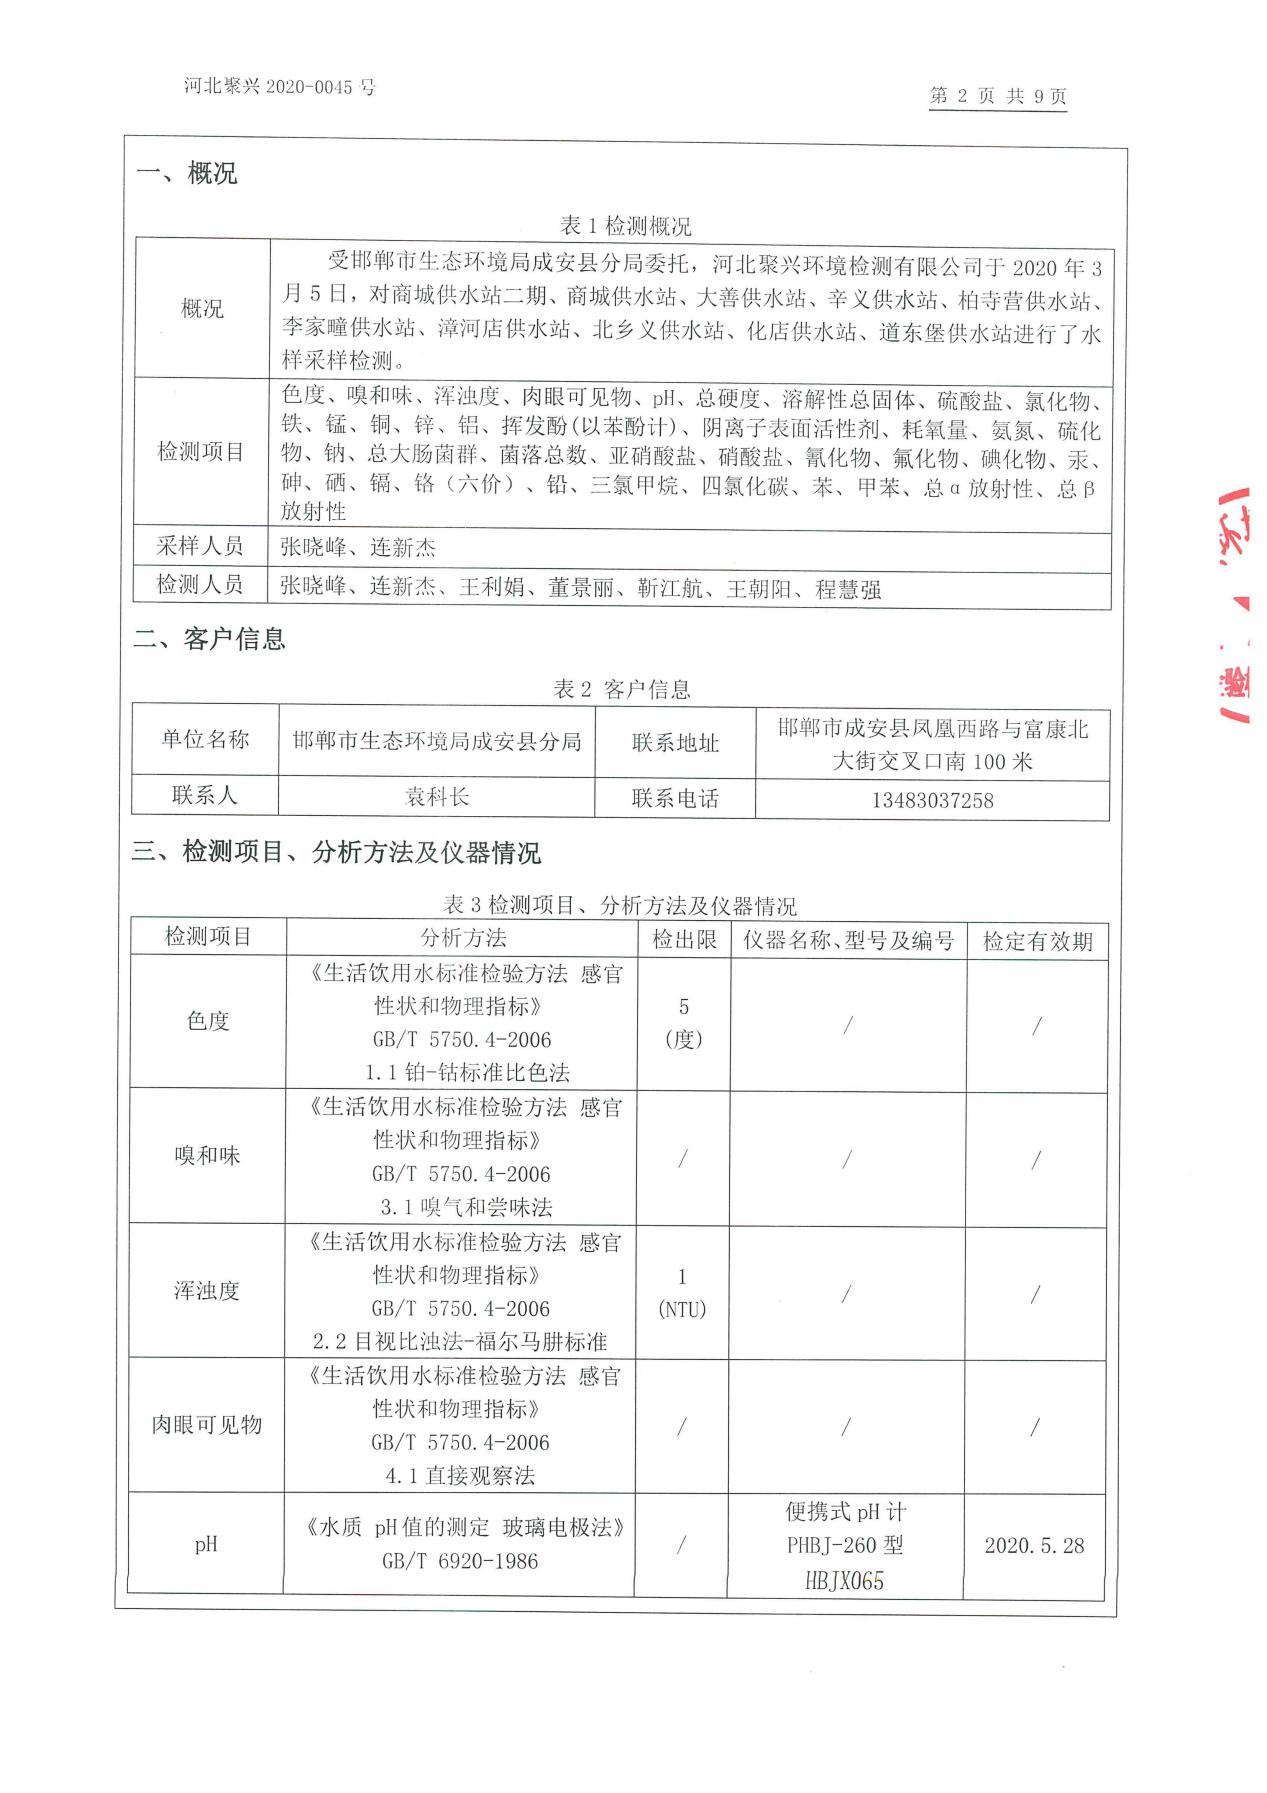 河北聚兴 2020-0045 号
第 2 页 共 9 页
一、概况
表 1 检测概况
概况
受邯郸市生态环境局成安县分局委托，河北聚兴环境检测有限公司于 2020 年 3
月 5 日，对商城供水站二期、商城供水站、大善供水站、辛义供水站、柏寺营供水站、
李家疃供水站、漳河店供水站、北乡义供水站、化店供水站、道东堡供水站进行了水
样采样检测。
检测项目
色度、嗅和味、浑浊度、肉眼可见物、pH、总硬度、溶解性总固体、硫酸盐、氯化物、
铁、锰、铜、锌、铝、挥发酚(以苯酚计)、阴离子表面活性剂、耗氧量、氨氮、硫化
物、钠、总大肠菌群、菌落总数、亚硝酸盐、硝酸盐、氰化物、氟化物、碘化物、汞、
砷、硒、镉、铬（六价）、铅、三氯甲烷、四氯化碳、苯、甲苯、总α放射性、总β
放射性
采样人员 张晓峰、连新杰
检测人员 张晓峰、连新杰、王利娟、董景丽、靳江航、王朝阳、程慧强
二、客户信息
表 2 客户信息
单位名称 邯郸市生态环境局成安县分局 联系地址
邯郸市成安县凤凰西路与富康北
大街交叉口南 100 米
联系人 袁科长 联系电话 13483037258
三、检测项目、分析方法及仪器情况
表 3 检测项目、分析方法及仪器情况
检测项目 分析方法 检出限 仪器名称、型号及编号 检定有效期
色度
《生活饮用水标准检验方法 感官
性状和物理指标》
GB/T 5750.4-2006
1.1 铂-钴标准比色法
5
(度)
/ /
嗅和味
《生活饮用水标准检验方法 感官
性状和物理指标》
GB/T 5750.4-2006
3.1 嗅气和尝味法
/ / /
浑浊度
《生活饮用水标准检验方法 感官
性状和物理指标》
GB/T 5750.4-2006
2.2 目视比浊法-福尔马肼标准
1
(NTU)
/ /
肉眼可见物
《生活饮用水标准检验方法 感官
性状和物理指标》
GB/T 5750.4-2006
4.1 直接观察法
/ / /
pH
《水质 pH 值的测定 玻璃电极法》
GB/T 6920-1986
/
便携式 pH 计
PHBJ-260 型
HBJX065
2020.5.28